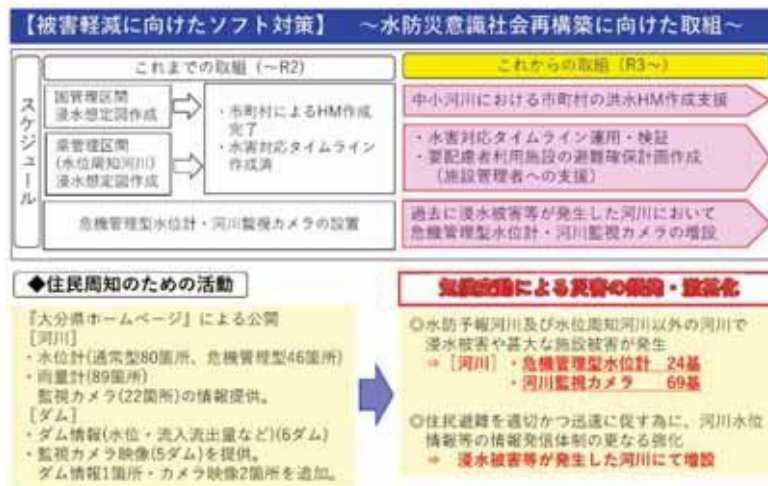 【被害軽減に向けたソフト対策】 ～水防災意識社会再構築に向けた取組～
スケジュール
これまでの取組（～R2）
国管理区間
浸水想定図作成
県管理区間
(水位周知河川)
浸水想定図作成
・市町村によるHM作成
完了
・水害対応タイムライン
作成済
危機管理型水位計・河川監視カメラの設置
これからの取組（R3～）
中小河川における市町村の洪水HM作成支援
・水害対応タイムライン運用・検証
・要配慮者利用施設の避難確保計画作成
（施設管理者への支援）
過去に浸水被害等が発生した河川において
危機管理型水位計・河川監視カメラの増設
◆住民周知のための活動
『大分県ホームページ』による公開
［河川］
・水位計(通常型80箇所、危機管理型46箇所)
・雨量計(89箇所)
監視カメラ(22箇所)の情報提供。
［ダム］
・ダム情報(水位・流入流出量など)(6ダム)
・監視カメラ映像(5ダム)を提供。
ダム情報1箇所・カメラ映像2箇所を追加。
気候変動による災害の頻発・激甚化
◎水防予報河川及び水位周知河川以外の河川で
浸水被害や甚大な施設被害が発生
⇒ ［河川］・危機管理型水位計 24基
・河川監視カメラ 69基
◎住民避難を適切かつ迅速に促す為に、河川水位
情報等の情報発信体制の更なる強化
⇒ 浸水被害等が発生した河川にて増設